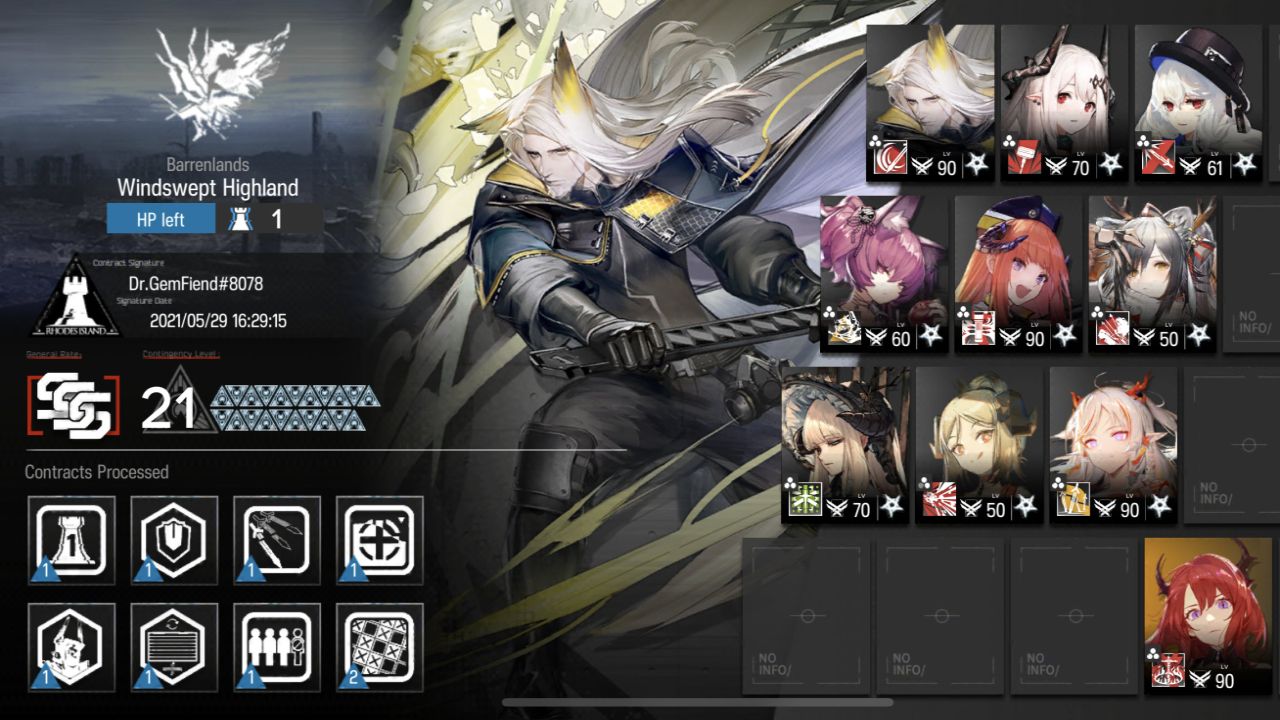 Barrenlands
Windswept Highland
HP left 1
Contract Signature
Dr.GemFiend#8078
Signature Date
2021/05/29 16:29:15
RHODES ISLAND
General Rate:
Contingency Level:
21
Contracts Processed
1
1
1
1
1
1
1
1
2
LV 90
LV 70
LV 61
LV 60
LV 90
LV 50
NO INFO/
LV 70
LV 50
LV 90
NO INFO/
NO INFO/
NO INFO/
NO INFO/
LV 90